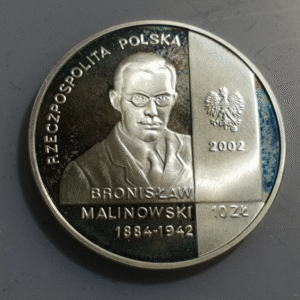 RZECZPOSPOLITA POLSKA
2002
BRONISŁAW
MALINOWSKI
1884-1942
10 ZŁ